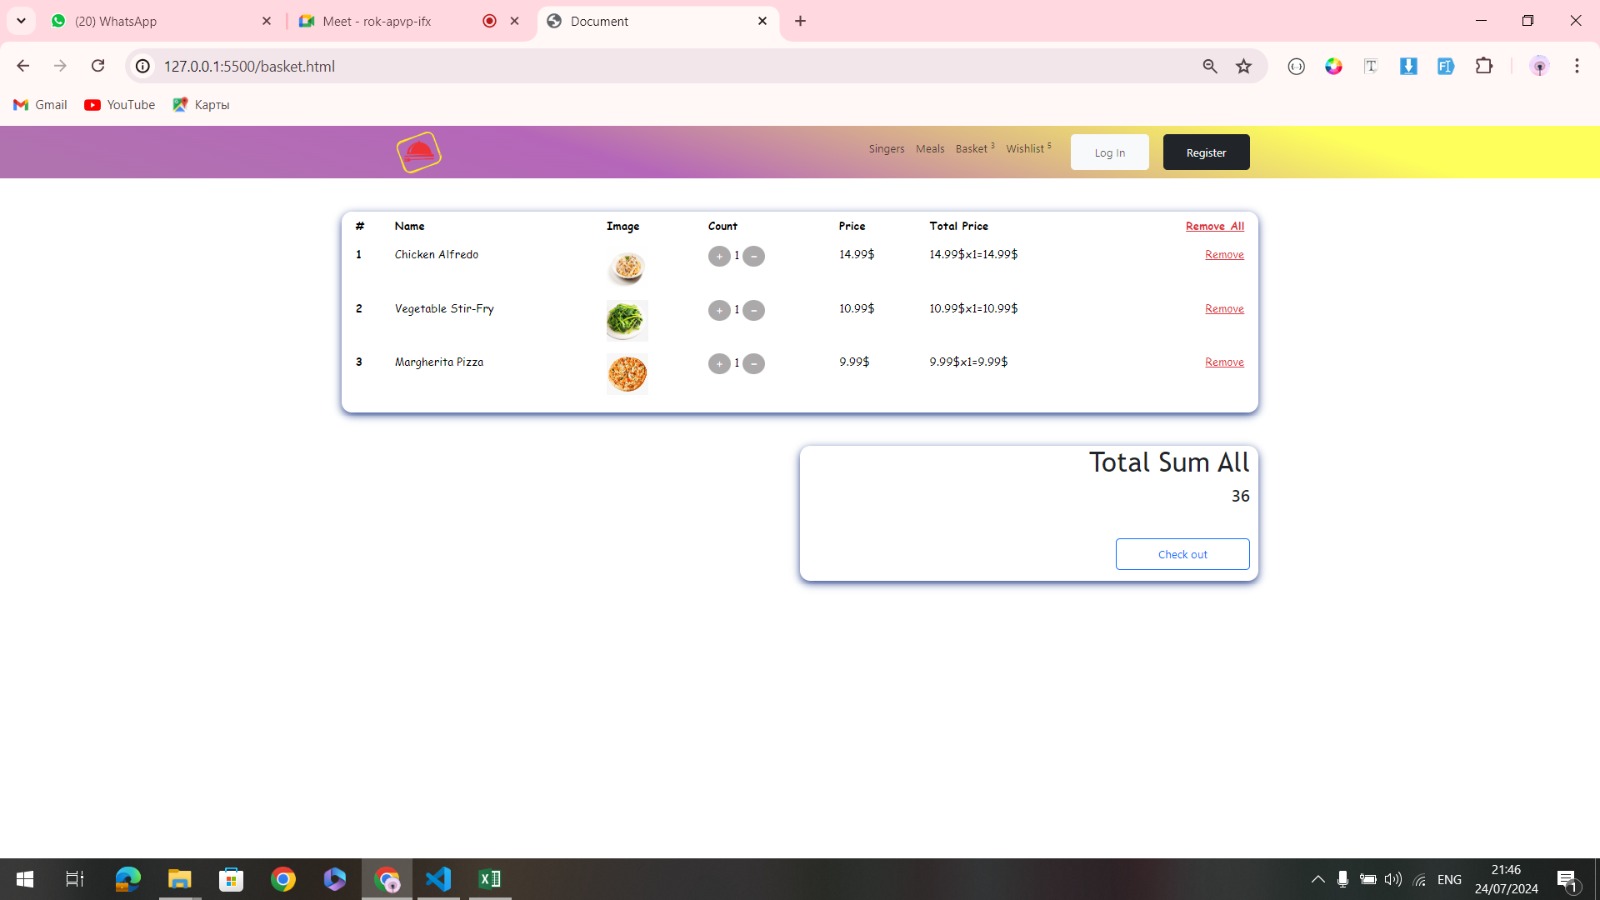 (20) WhatsApp
Meet - rok-apvp-ifx
Document
127.0.0.1:5500/basket.html
Gmail
YouTube
Карты
Singers
Meals
Basket 3
Wishlist 5
Log In
Register
# Name Image Count Price Total Price Remove All
1 Chicken Alfredo + 1 - 14.99$ 14.99$x1=14.99$ Remove
2 Vegetable Stir-Fry + 1 - 10.99$ 10.99$x1=10.99$ Remove
3 Margherita Pizza + 1 - 9.99$ 9.99$x1=9.99$ Remove
Total Sum All
36
Check out
ENG
21:46
24/07/2024
1